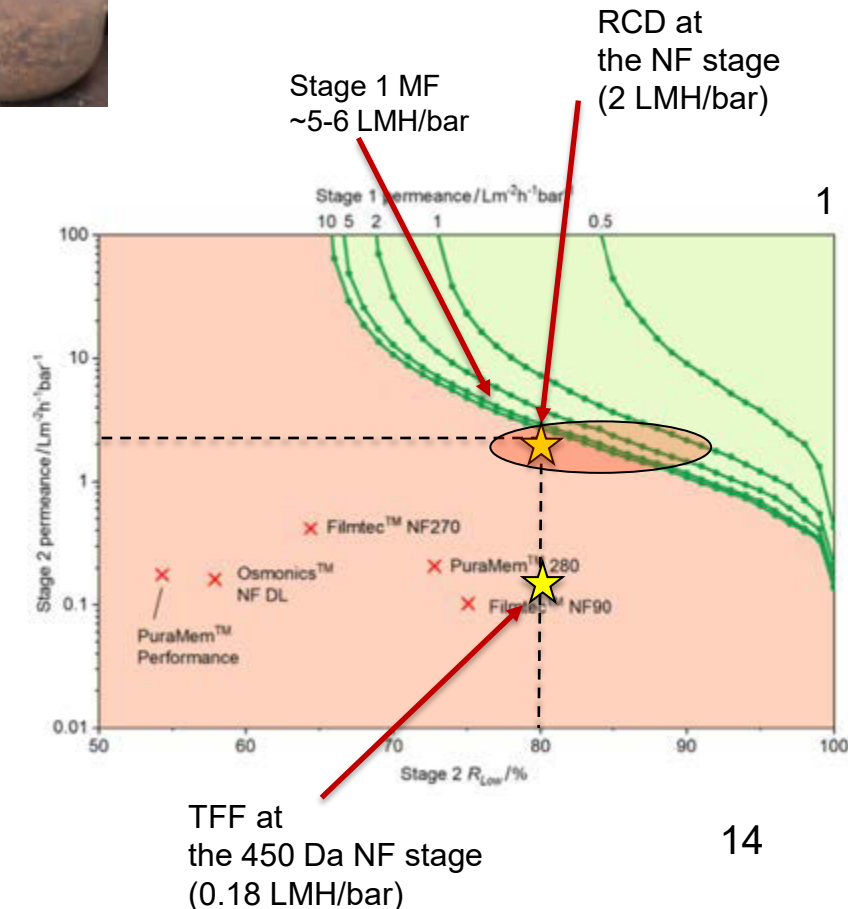 RCD at
the NF stage
(2 LMH/bar)
Stage 1 MF
~5-6 LMH/bar
1
Stage 1 permeance/Lm⁻²h⁻¹bar⁻¹
10 5 2 1 0.5
100
10
1
0.1
0.01
Stage 2 permeance/Lm⁻²h⁻¹bar⁻¹
Filmtec™ NF270
PuraMem™ 280
Osmonics™
NF DL
Filmtec™ NF90
PuraMem™
Performance
50 60 70 80 90 100
Stage 2 R_Low/%
TFF at
the 450 Da NF stage
(0.18 LMH/bar)
14